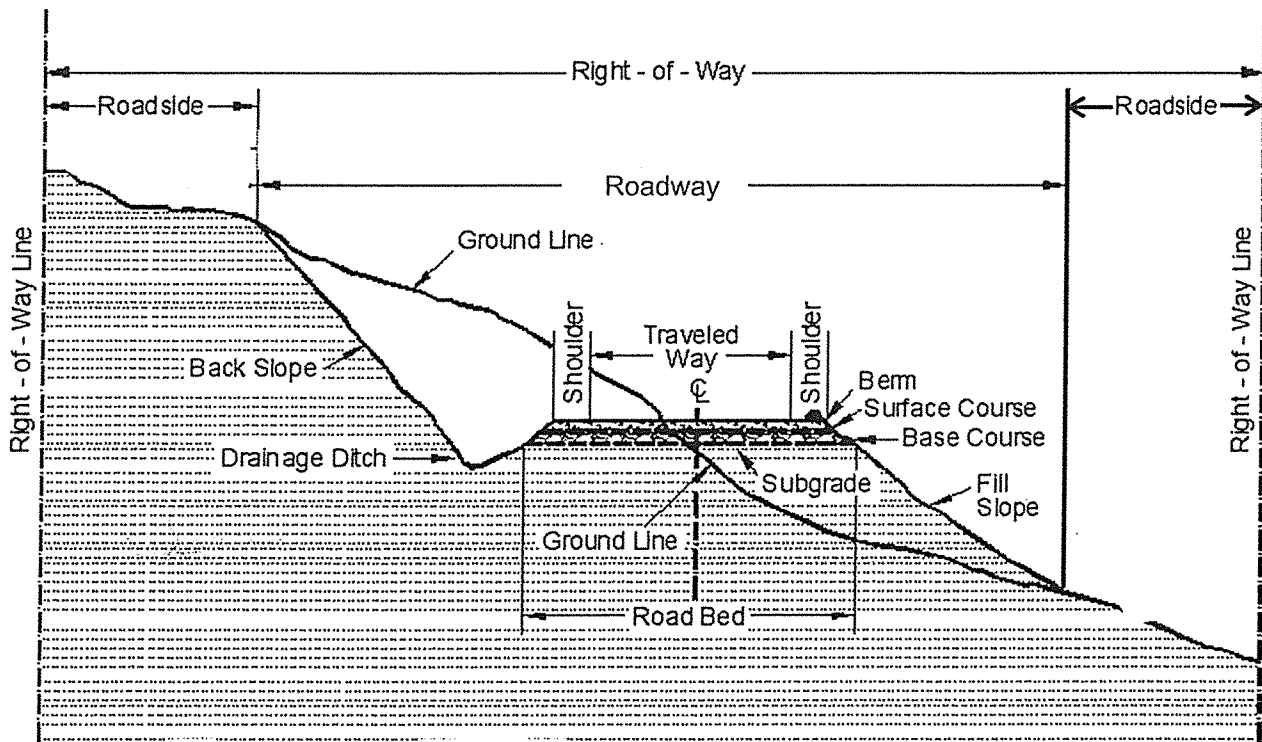 Right - of - Way
Roadside
Roadside
Roadway
Ground Line
Right - of - Way Line
Right - of - Way Line
Shoulder
Traveled
Way
Shoulder
℄
Back Slope
Berm
Surface Course
Base Course
Drainage Ditch
Subgrade
Fill
Slope
Ground Line
Road Bed